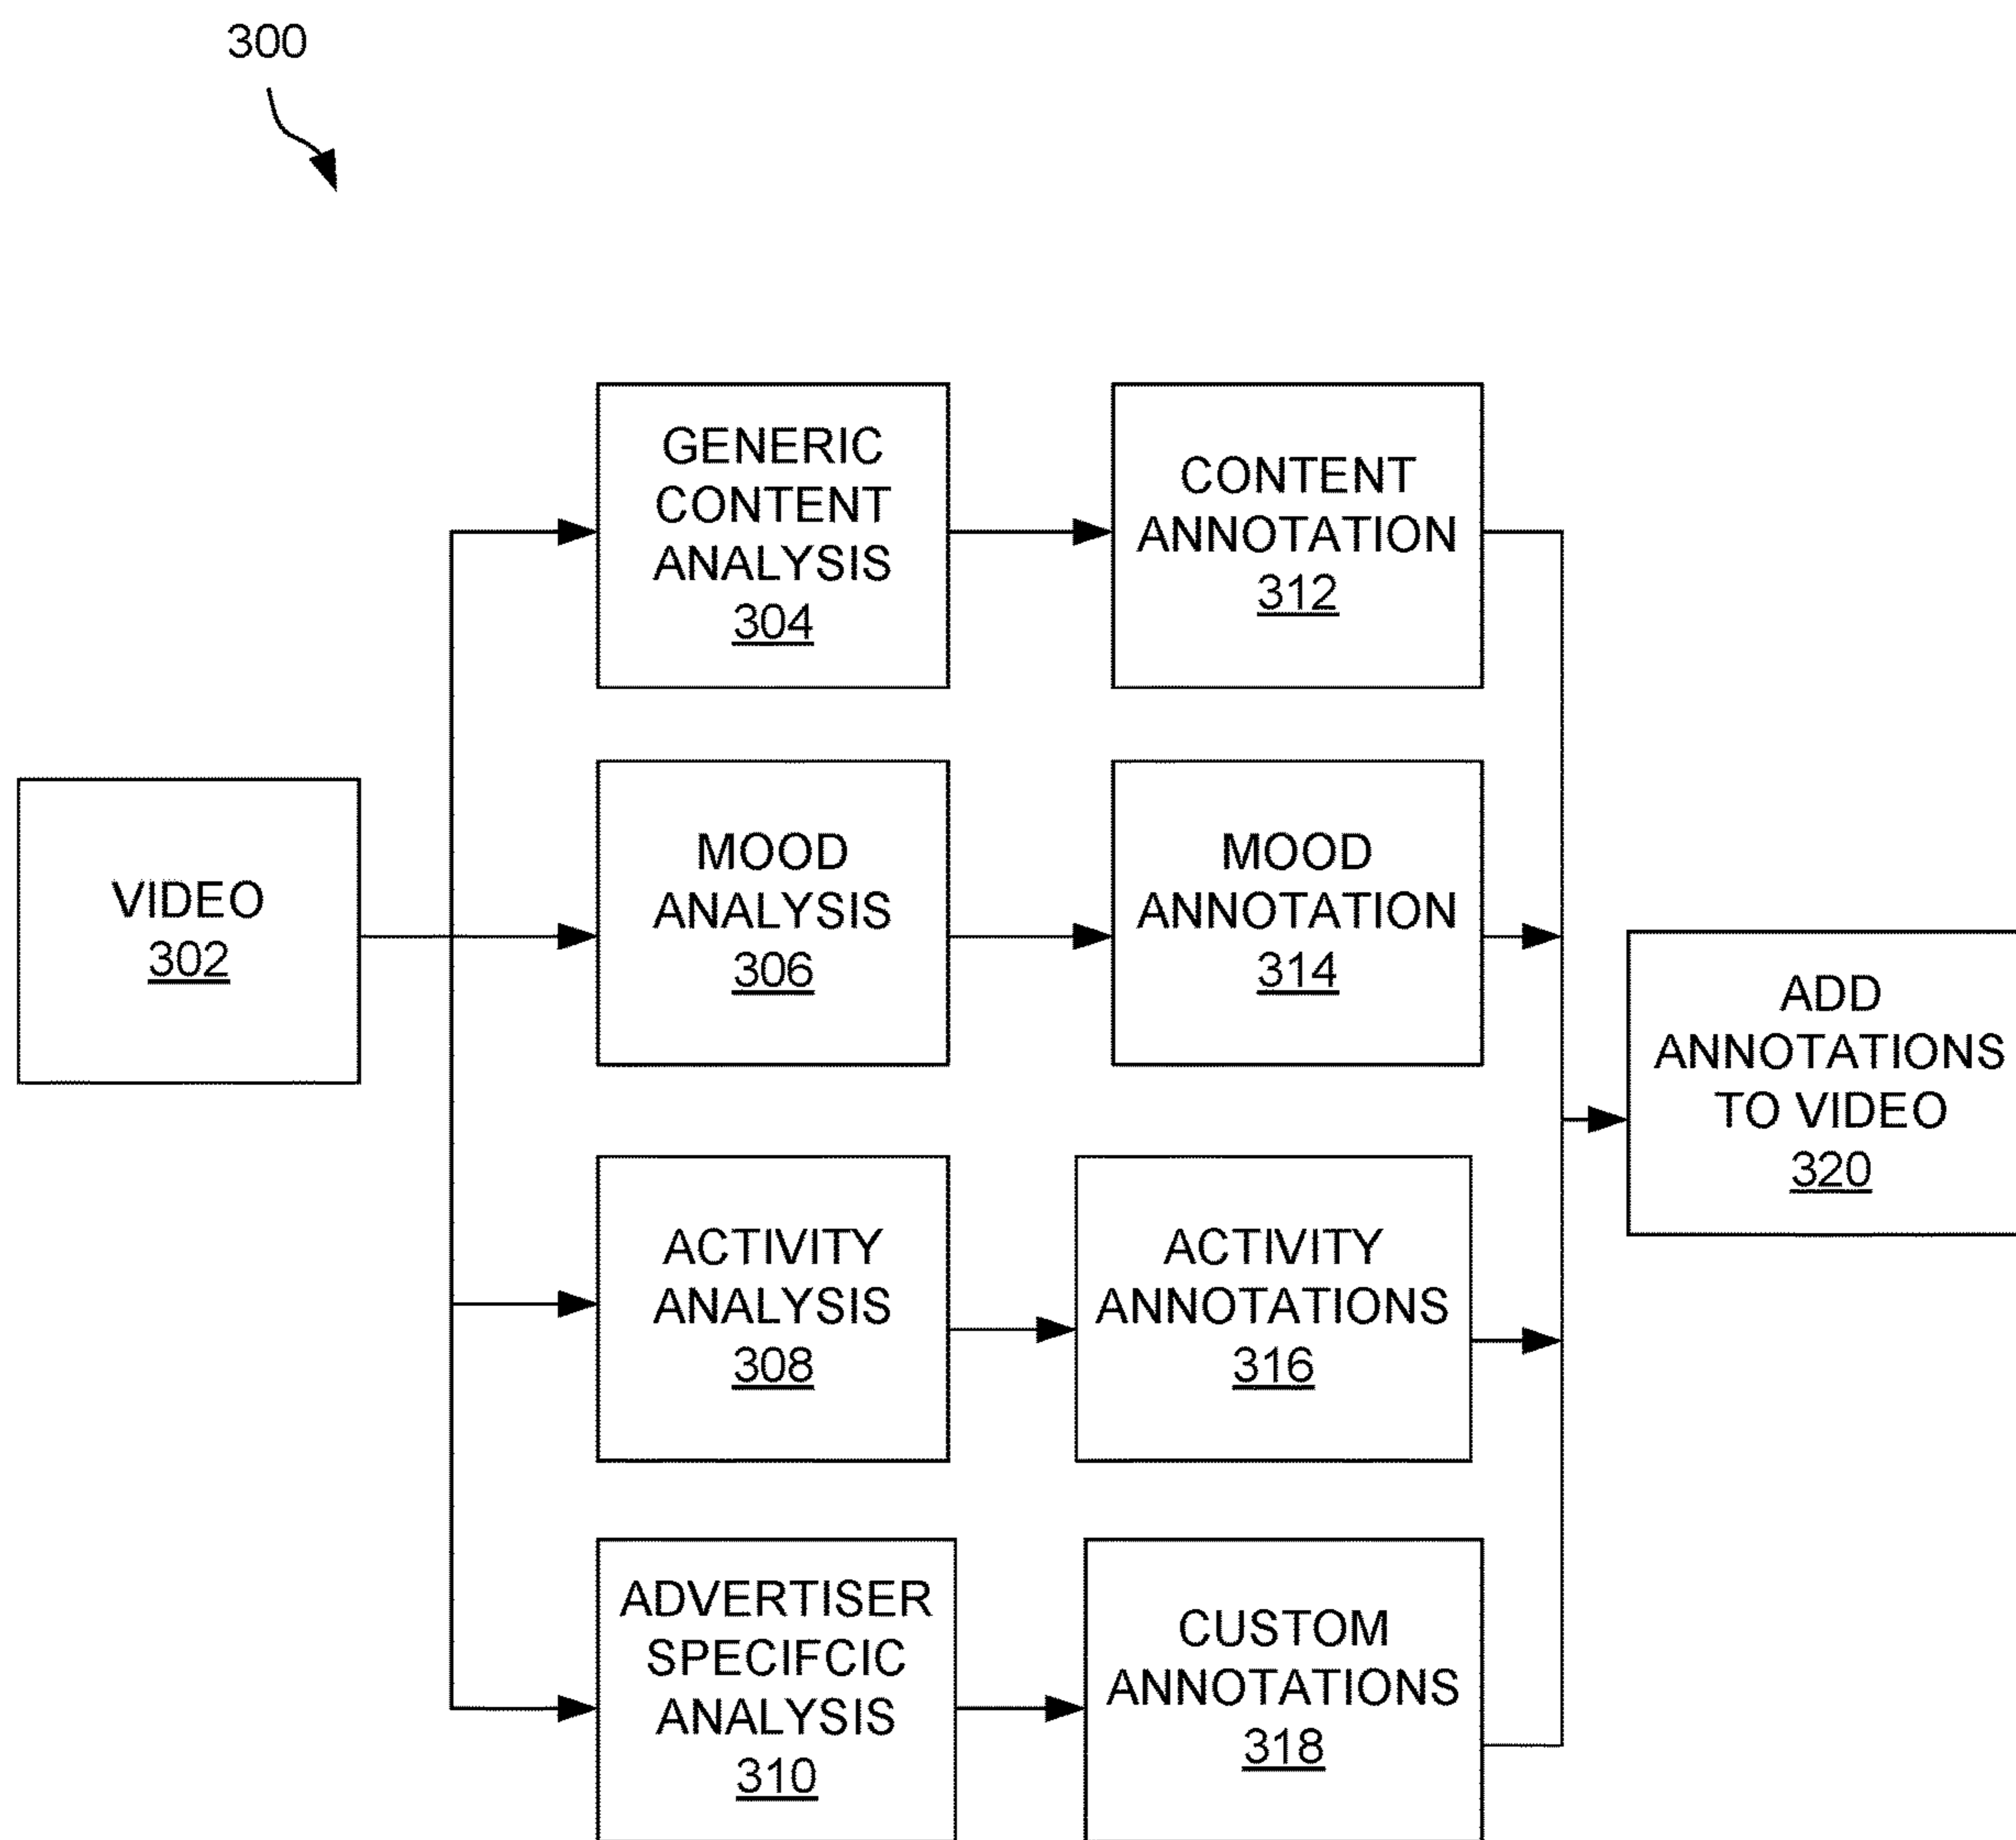 300
GENERIC
CONTENT
ANALYSIS
304
CONTENT
ANNOTATION
312
VIDEO
302
MOOD
ANALYSIS
306
MOOD
ANNOTATION
314
ADD
ANNOTATIONS
TO VIDEO
320
ACTIVITY
ANALYSIS
308
ACTIVITY
ANNOTATIONS
316
ADVERTISER
SPECIFCIC
ANALYSIS
310
CUSTOM
ANNOTATIONS
318